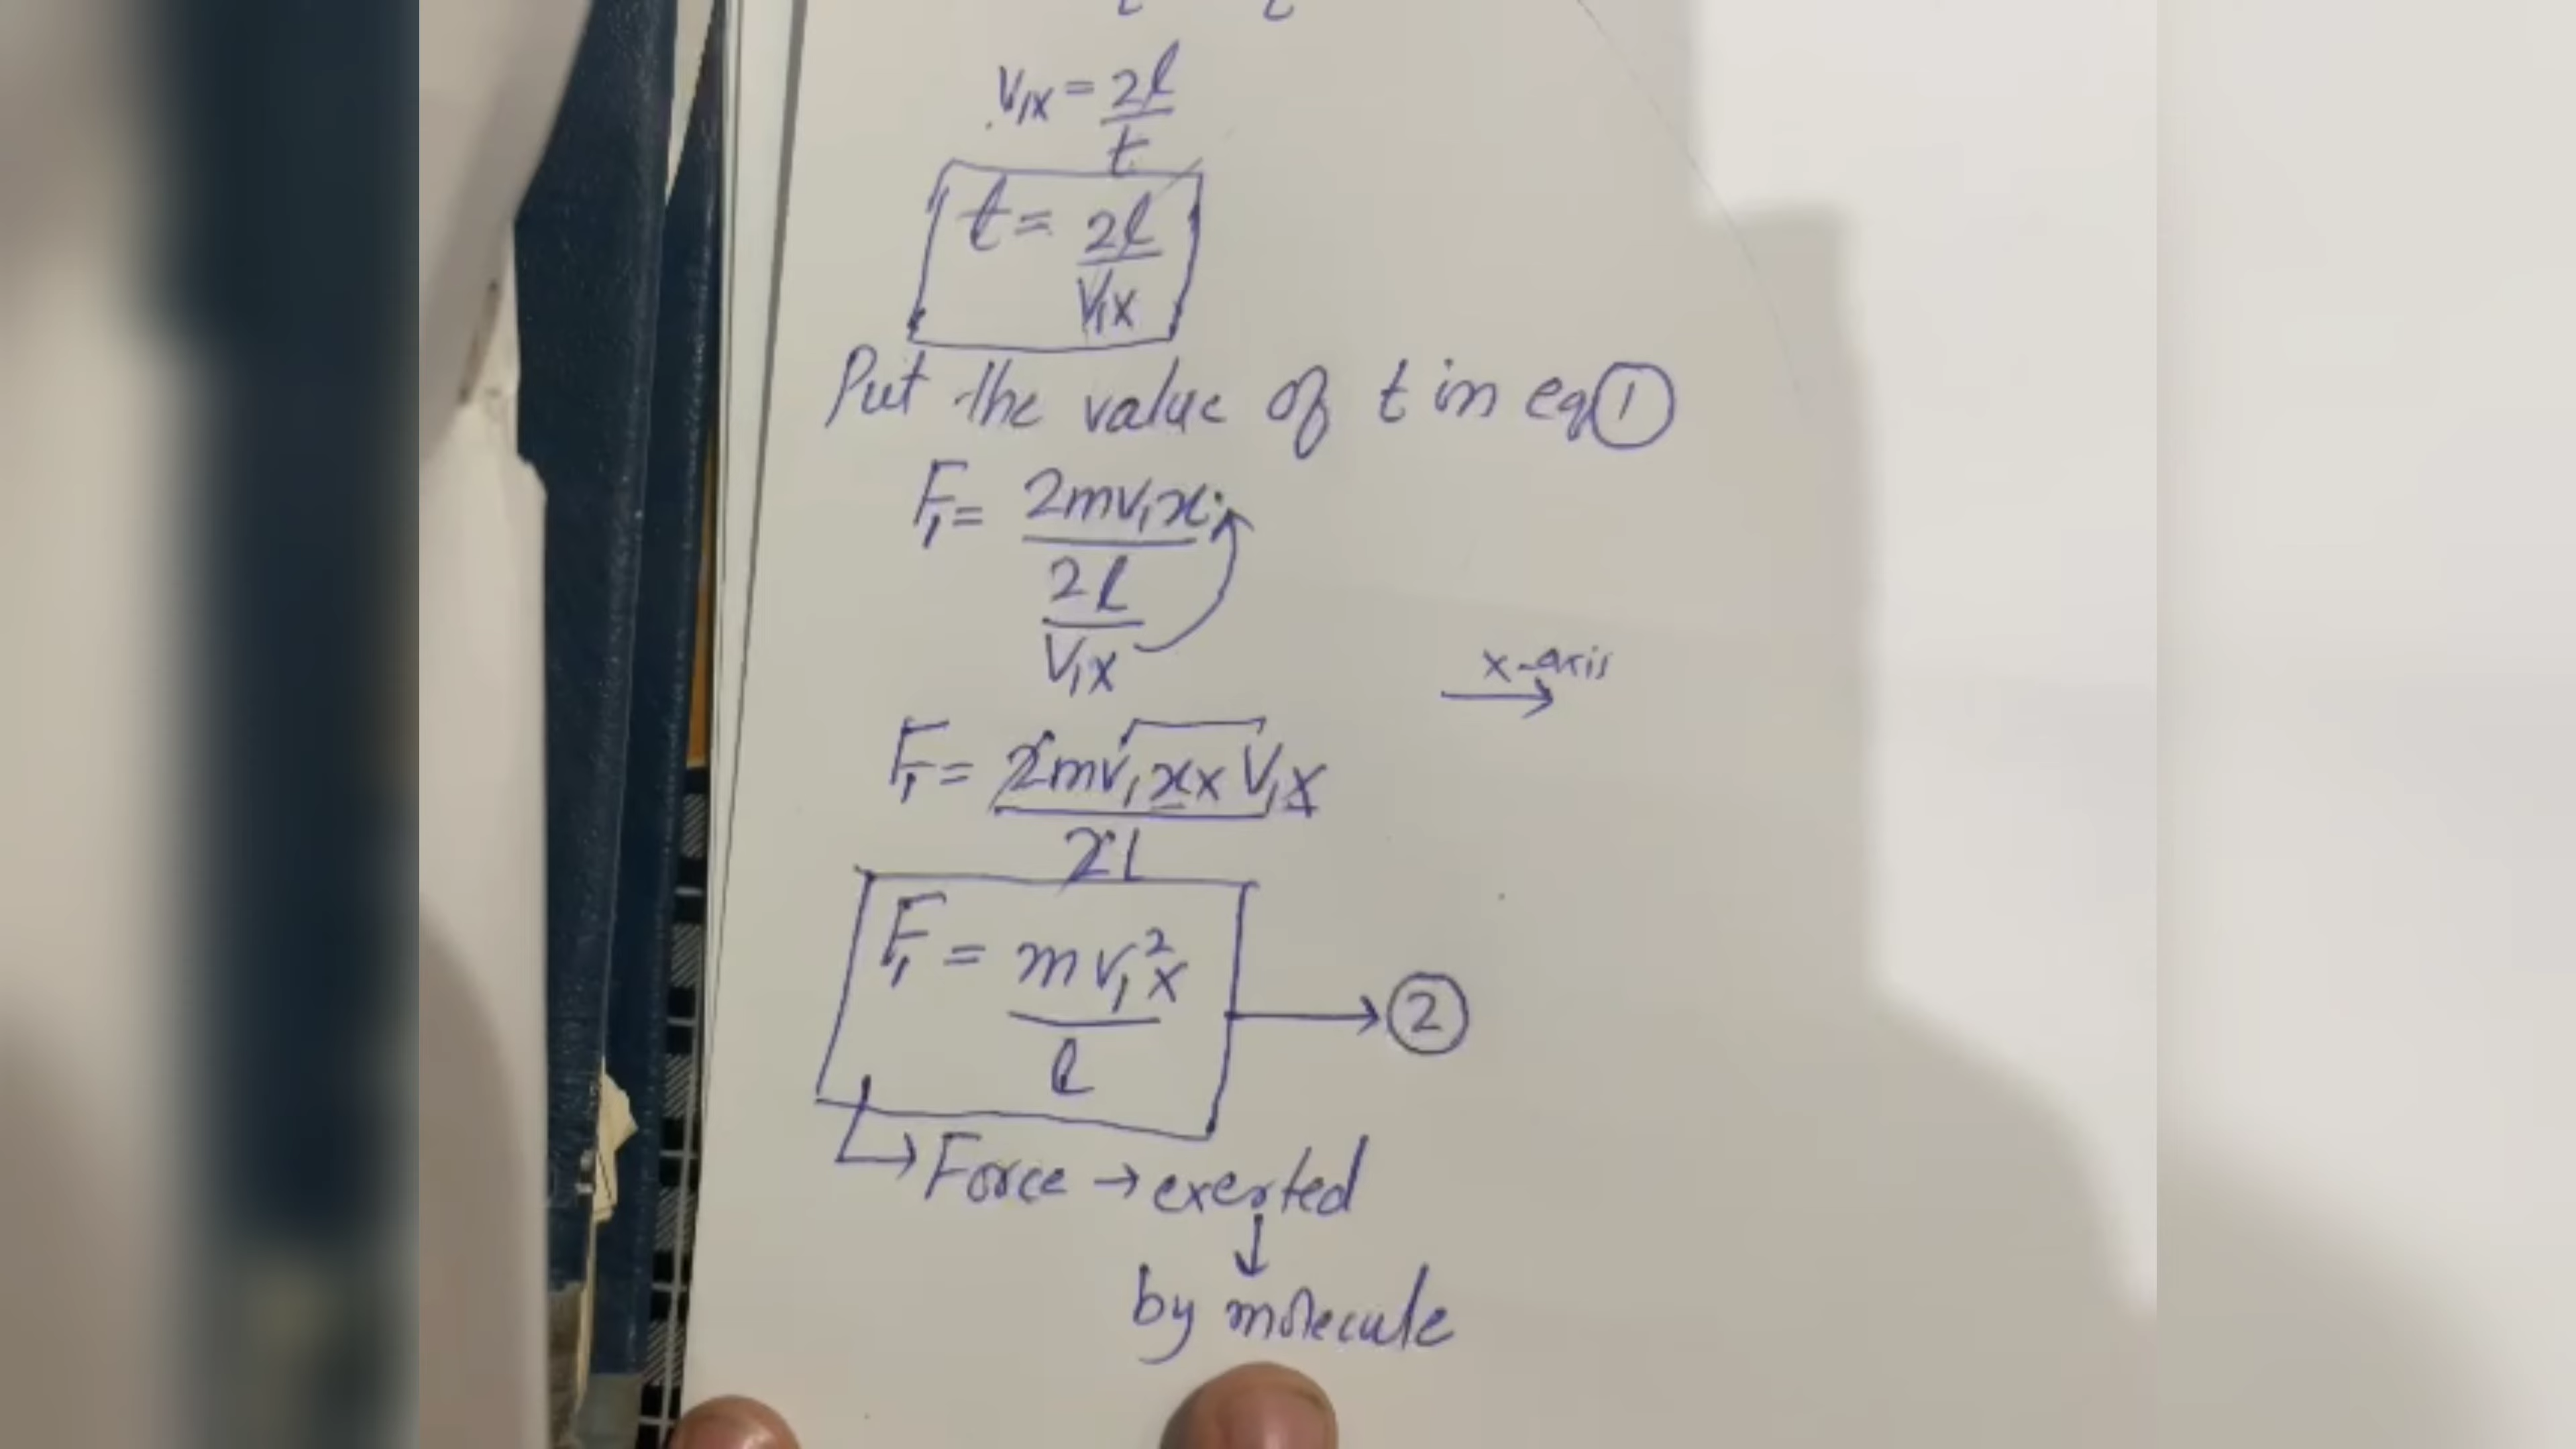 V₁x = 2l/t
t = 2l/V₁x
Put the value of t in eq ①
F₁ = 2mv₁x / (2l/V₁x)
x-axis
→
F₁ = 2mv₁x x V₁x / 2l
F₁ = mv₁²x / l → ②
↳ Force → exerted
↓
by molecule